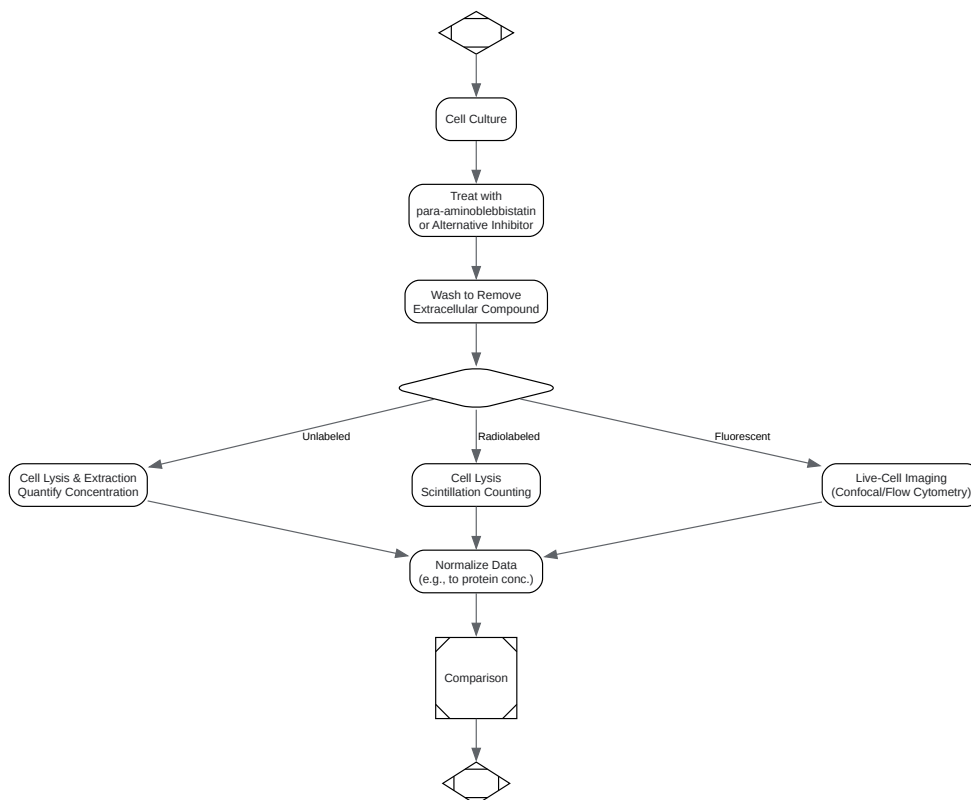 Cell Culture
Treat with
para-aminoblebbistatin
or Alternative Inhibitor
Wash to Remove
Extracellular Compound
Unlabeled
Radiolabeled
Fluorescent
Cell Lysis & Extraction
Quantify Concentration
Cell Lysis
Scintillation Counting
Live-Cell Imaging
(Confocal/Flow Cytometry)
Normalize Data
(e.g., to protein conc.)
Comparison